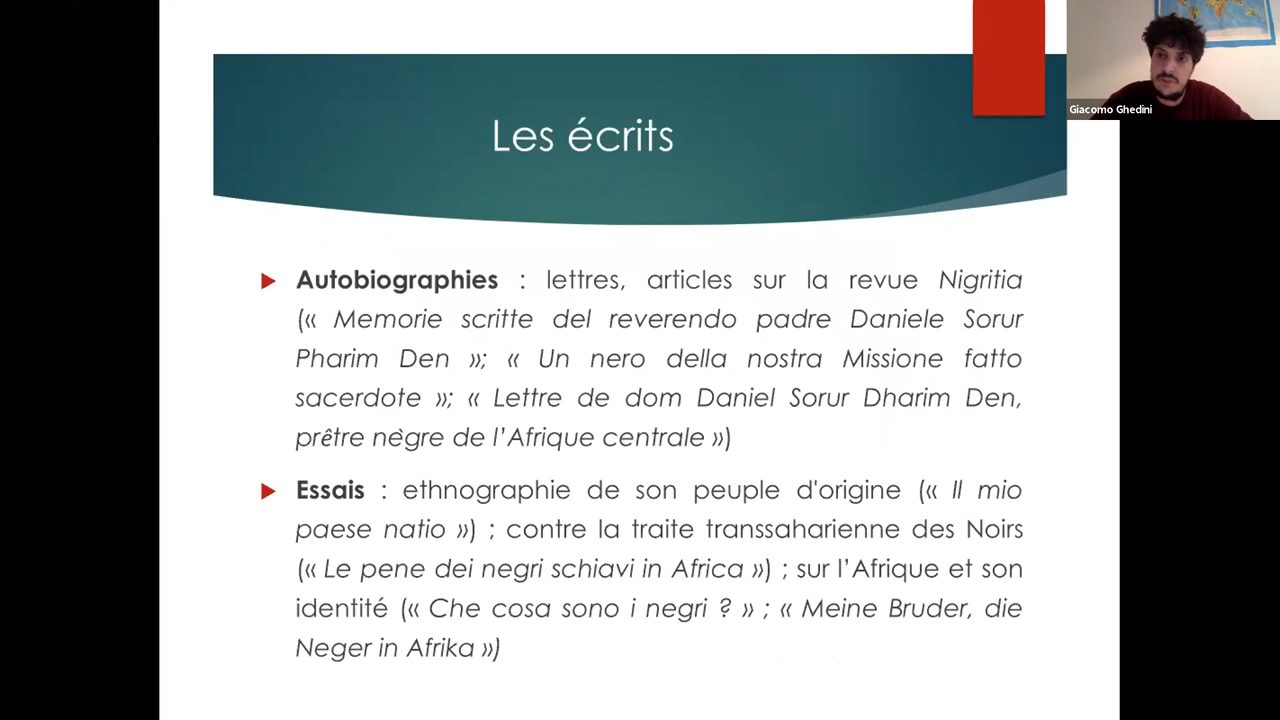 Les écrits
Giacomo Ghedini
Autobiographies : lettres, articles sur la revue Nigritia
(« Memorie scritte del reverendo padre Daniele Sorur
Pharim Den »; « Un nero della nostra Missione fatto
sacerdote »; « Lettre de dom Daniel Sorur Dharim Den,
prêtre nègre de l’Afrique centrale »)
Essais : ethnographie de son peuple d'origine (« Il mio
paese natio ») ; contre la traite transsaharienne des Noirs
(« Le pene dei negri schiavi in Africa ») ; sur l’Afrique et son
identité (« Che cosa sono i negri ? » ; « Meine Bruder, die
Neger in Afrika »)